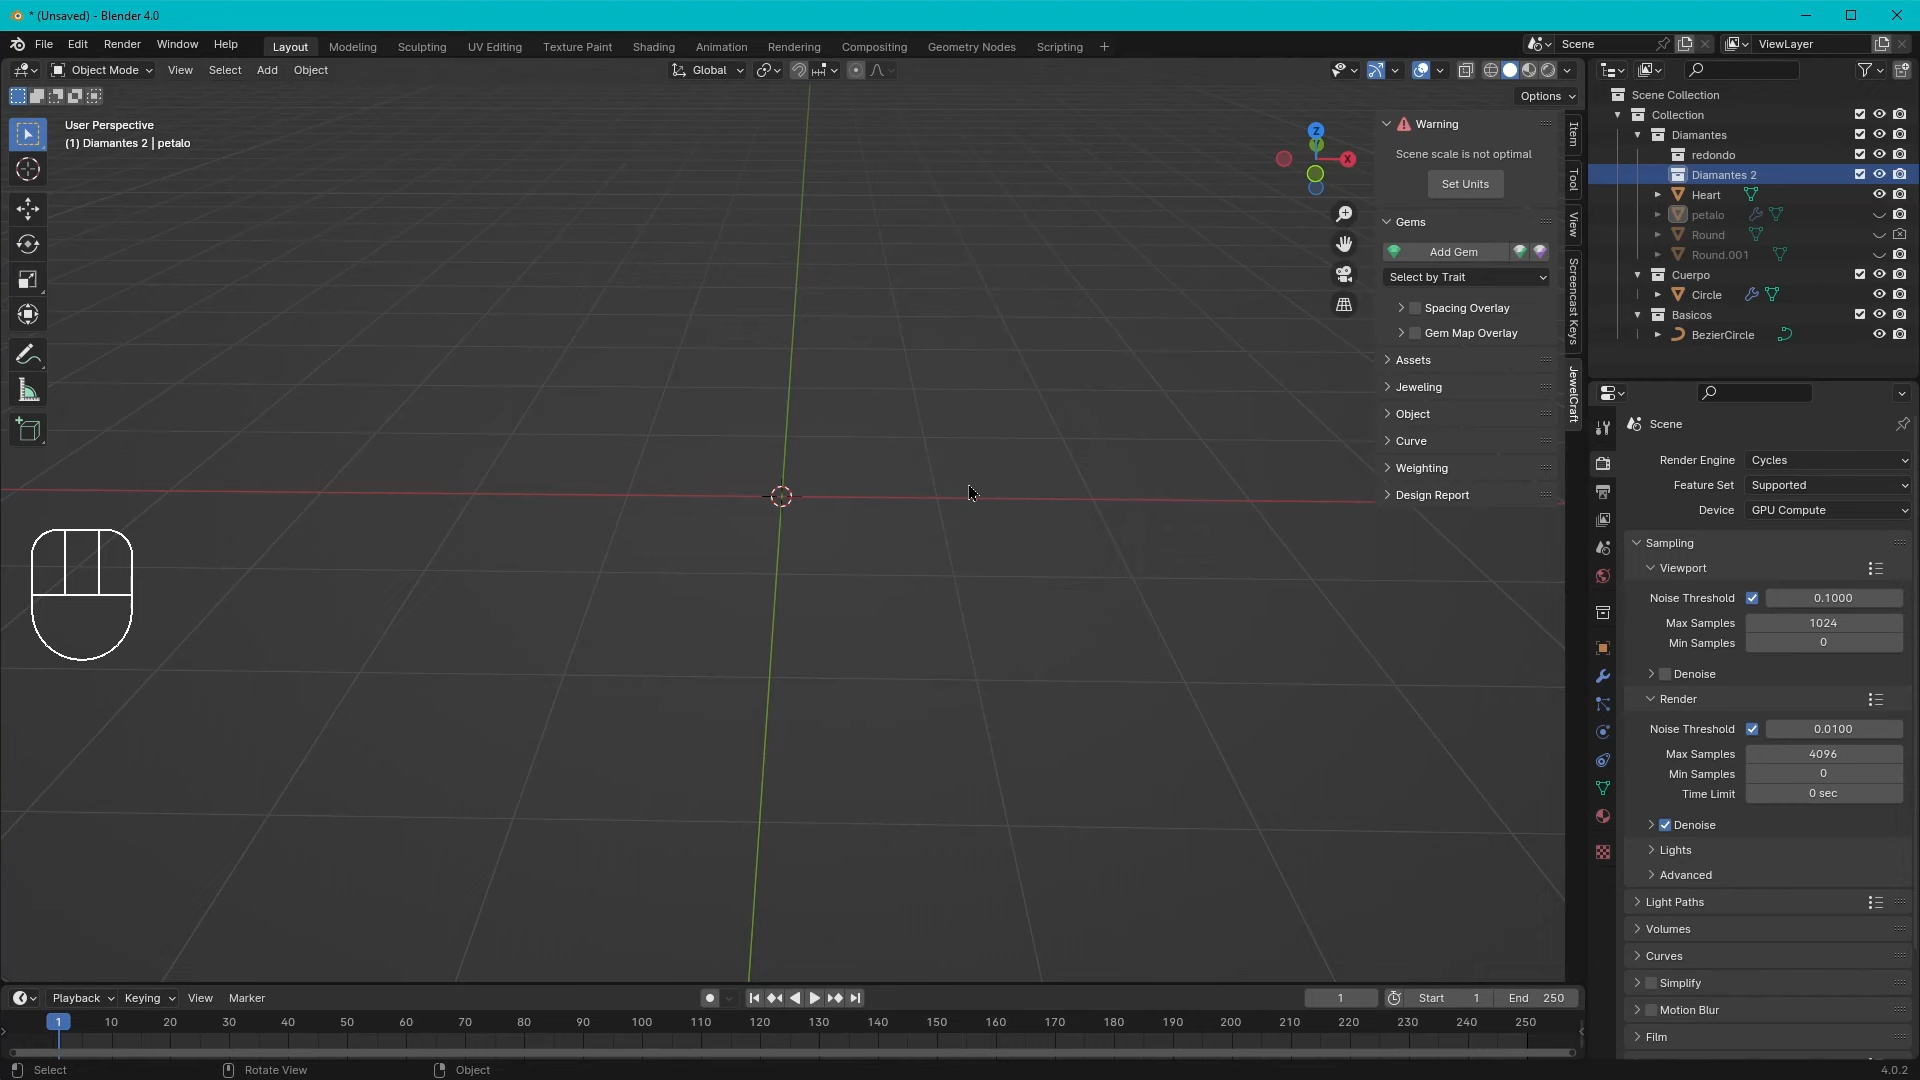 * (Unsaved) - Blender 4.0
File Edit Render Window Help
Layout Modeling Sculpting UV Editing Texture Paint Shading Animation Rendering Compositing Geometry Nodes Scripting +
Scene
ViewLayer
Object Mode View Select Add Object
Global
Options
User Perspective
(1) Diamantes 2 | petalo
Z
Y
X
Warning
Scene scale is not optimal
Set Units
Gems
Add Gem
Select by Trait
Spacing Overlay
Gem Map Overlay
Assets
Jeweling
Object
Curve
Weighting
Design Report
Item
Tool
View
Screencast Keys
JewelCraft
Scene Collection
Collection
Diamantes
redondo
Diamantes 2
Heart
petalo
Round
Round.001
Cuerpo
Circle
Basicos
BezierCircle
Scene
Render Engine Cycles
Feature Set Supported
Device GPU Compute
Sampling
Viewport
Noise Threshold 0.1000
Max Samples 1024
Min Samples 0
Denoise
Render
Noise Threshold 0.0100
Max Samples 4096
Min Samples 0
Time Limit 0 sec
Denoise
Lights
Advanced
Light Paths
Volumes
Curves
Simplify
Motion Blur
Film
Playback Keying View Marker
1 Start 1 End 250
1 10 20 30 40 50 60 70 80 90 100 110 120 130 140 150 160 170 180 190 200 210 220 230 240 250
Select Rotate View Object
4.0.2